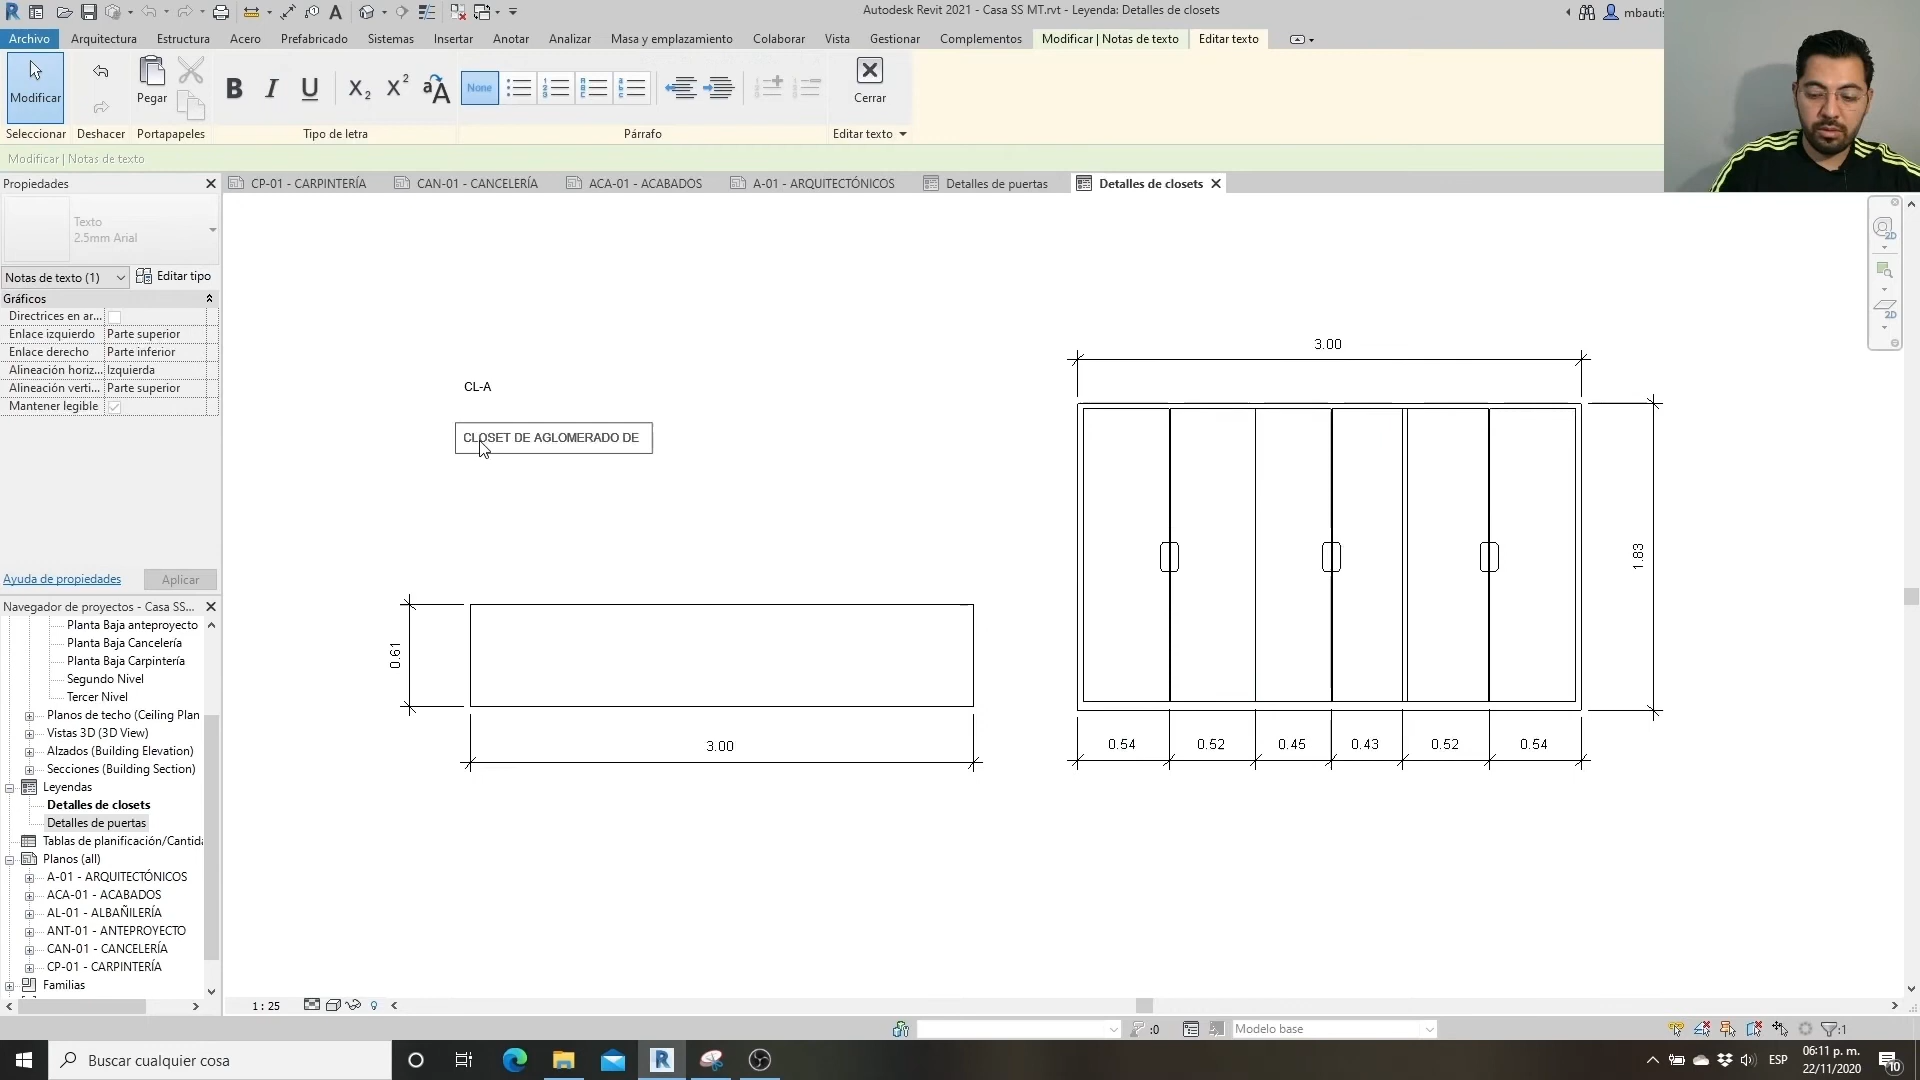 Autodesk Revit 2021 - Casa SS MT.rvt - Leyenda: Detalles de closets
mbautis
Archivo Arquitectura Estructura Acero Prefabricado Sistemas Insertar Anotar Analizar Masa y emplazamiento Colaborar Vista Gestionar Complementos Modificar | Notas de texto Editar texto
Modificar
Pegar
None
Cerrar
Seleccionar Deshacer Portapapeles Tipo de letra Párrafo Editar texto
Modificar | Notas de texto
Propiedades
CP-01 - CARPINTERÍA CAN-01 - CANCELERÍA ACA-01 - ACABADOS A-01 - ARQUITECTÓNICOS Detalles de puertas Detalles de closets
Texto
2.5mm Arial
Notas de texto (1) Editar tipo
Gráficos
Directrices en ar...
Enlace izquierdo Parte superior
Enlace derecho Parte inferior
Alineación horiz... Izquierda
Alineación verti... Parte superior
Mantener legible
Ayuda de propiedades Aplicar
Navegador de proyectos - Casa SS...
Planta Baja anteproyecto
Planta Baja Cancelería
Planta Baja Carpintería
Segundo Nivel
Tercer Nivel
Planos de techo (Ceiling Plan
Vistas 3D (3D View)
Alzados (Building Elevation)
Secciones (Building Section)
Leyendas
Detalles de closets
Detalles de puertas
Tablas de planificación/Cantida
Planos (all)
A-01 - ARQUITECTÓNICOS
ACA-01 - ACABADOS
AL-01 - ALBAÑILERÍA
ANT-01 - ANTEPROYECTO
CAN-01 - CANCELERÍA
CP-01 - CARPINTERÍA
Familias
CL-A
CLOSET DE AGLOMERADO DE
0.61
3.00
3.00
1.83
0.54 0.52 0.45 0.43 0.52 0.54
2D
2D
1 : 25
:0
Modelo base
:1
Buscar cualquier cosa
ESP
06:11 p. m.
22/11/2020
10